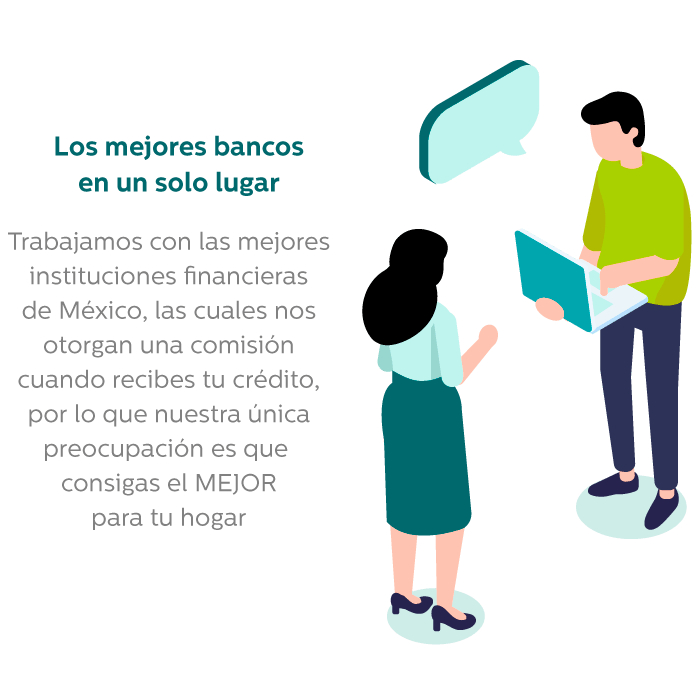 Los mejores bancos
en un solo lugar
Trabajamos con las mejores
instituciones financieras
de México, las cuales nos
otorgan una comisión
cuando recibes tu crédito,
por lo que nuestra única
preocupación es que
consigas el MEJOR
para tu hogar